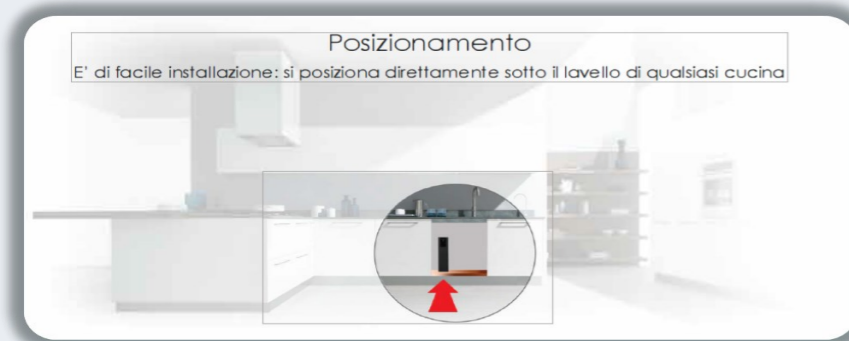 Posizionamento
E' di facile installazione: si posiziona direttamente sotto il lavello di qualsiasi cucina